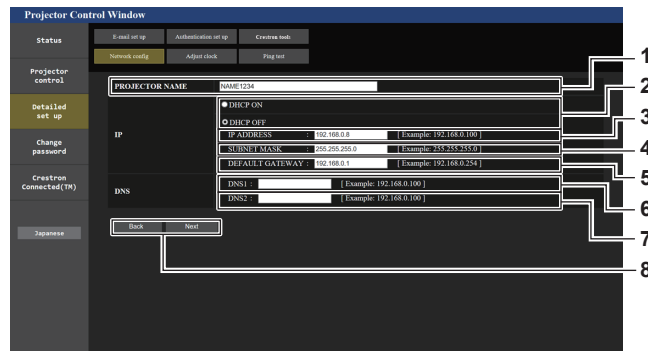 Projector Control Window
Status
Projector
control
Detailed
set up
Change
password
Crestron
Connected(TM)
Japanese
E-mail set up Authentication set up Crestron tools
Network config Adjust clock Ping test
PROJECTOR NAME NAME1234
IP
DHCP ON
DHCP OFF
IP ADDRESS : 192.168.0.8 [ Example: 192.168.0.100 ]
SUBNET MASK : 255.255.255.0 [ Example: 255.255.255.0 ]
DEFAULT GATEWAY : 192.168.0.1 [ Example: 192.168.0.254 ]
DNS
DNS1 : [ Example: 192.168.0.100 ]
DNS2 : [ Example: 192.168.0.100 ]
Back Next
1
2
3
4
5
6
7
8